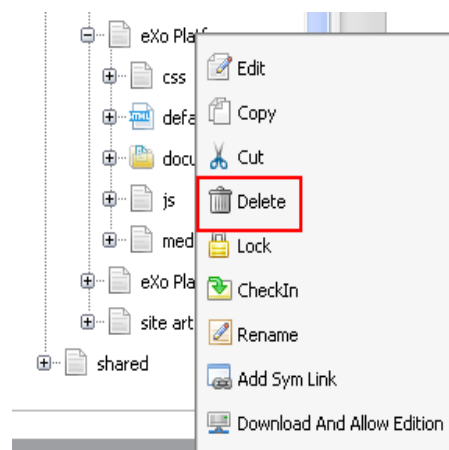 eXo Pla
css
defa
docu
js
med
eXo Pla
site art
shared
Edit
Copy
Cut
Delete
Lock
CheckIn
Rename
Add Sym Link
Download And Allow Edition